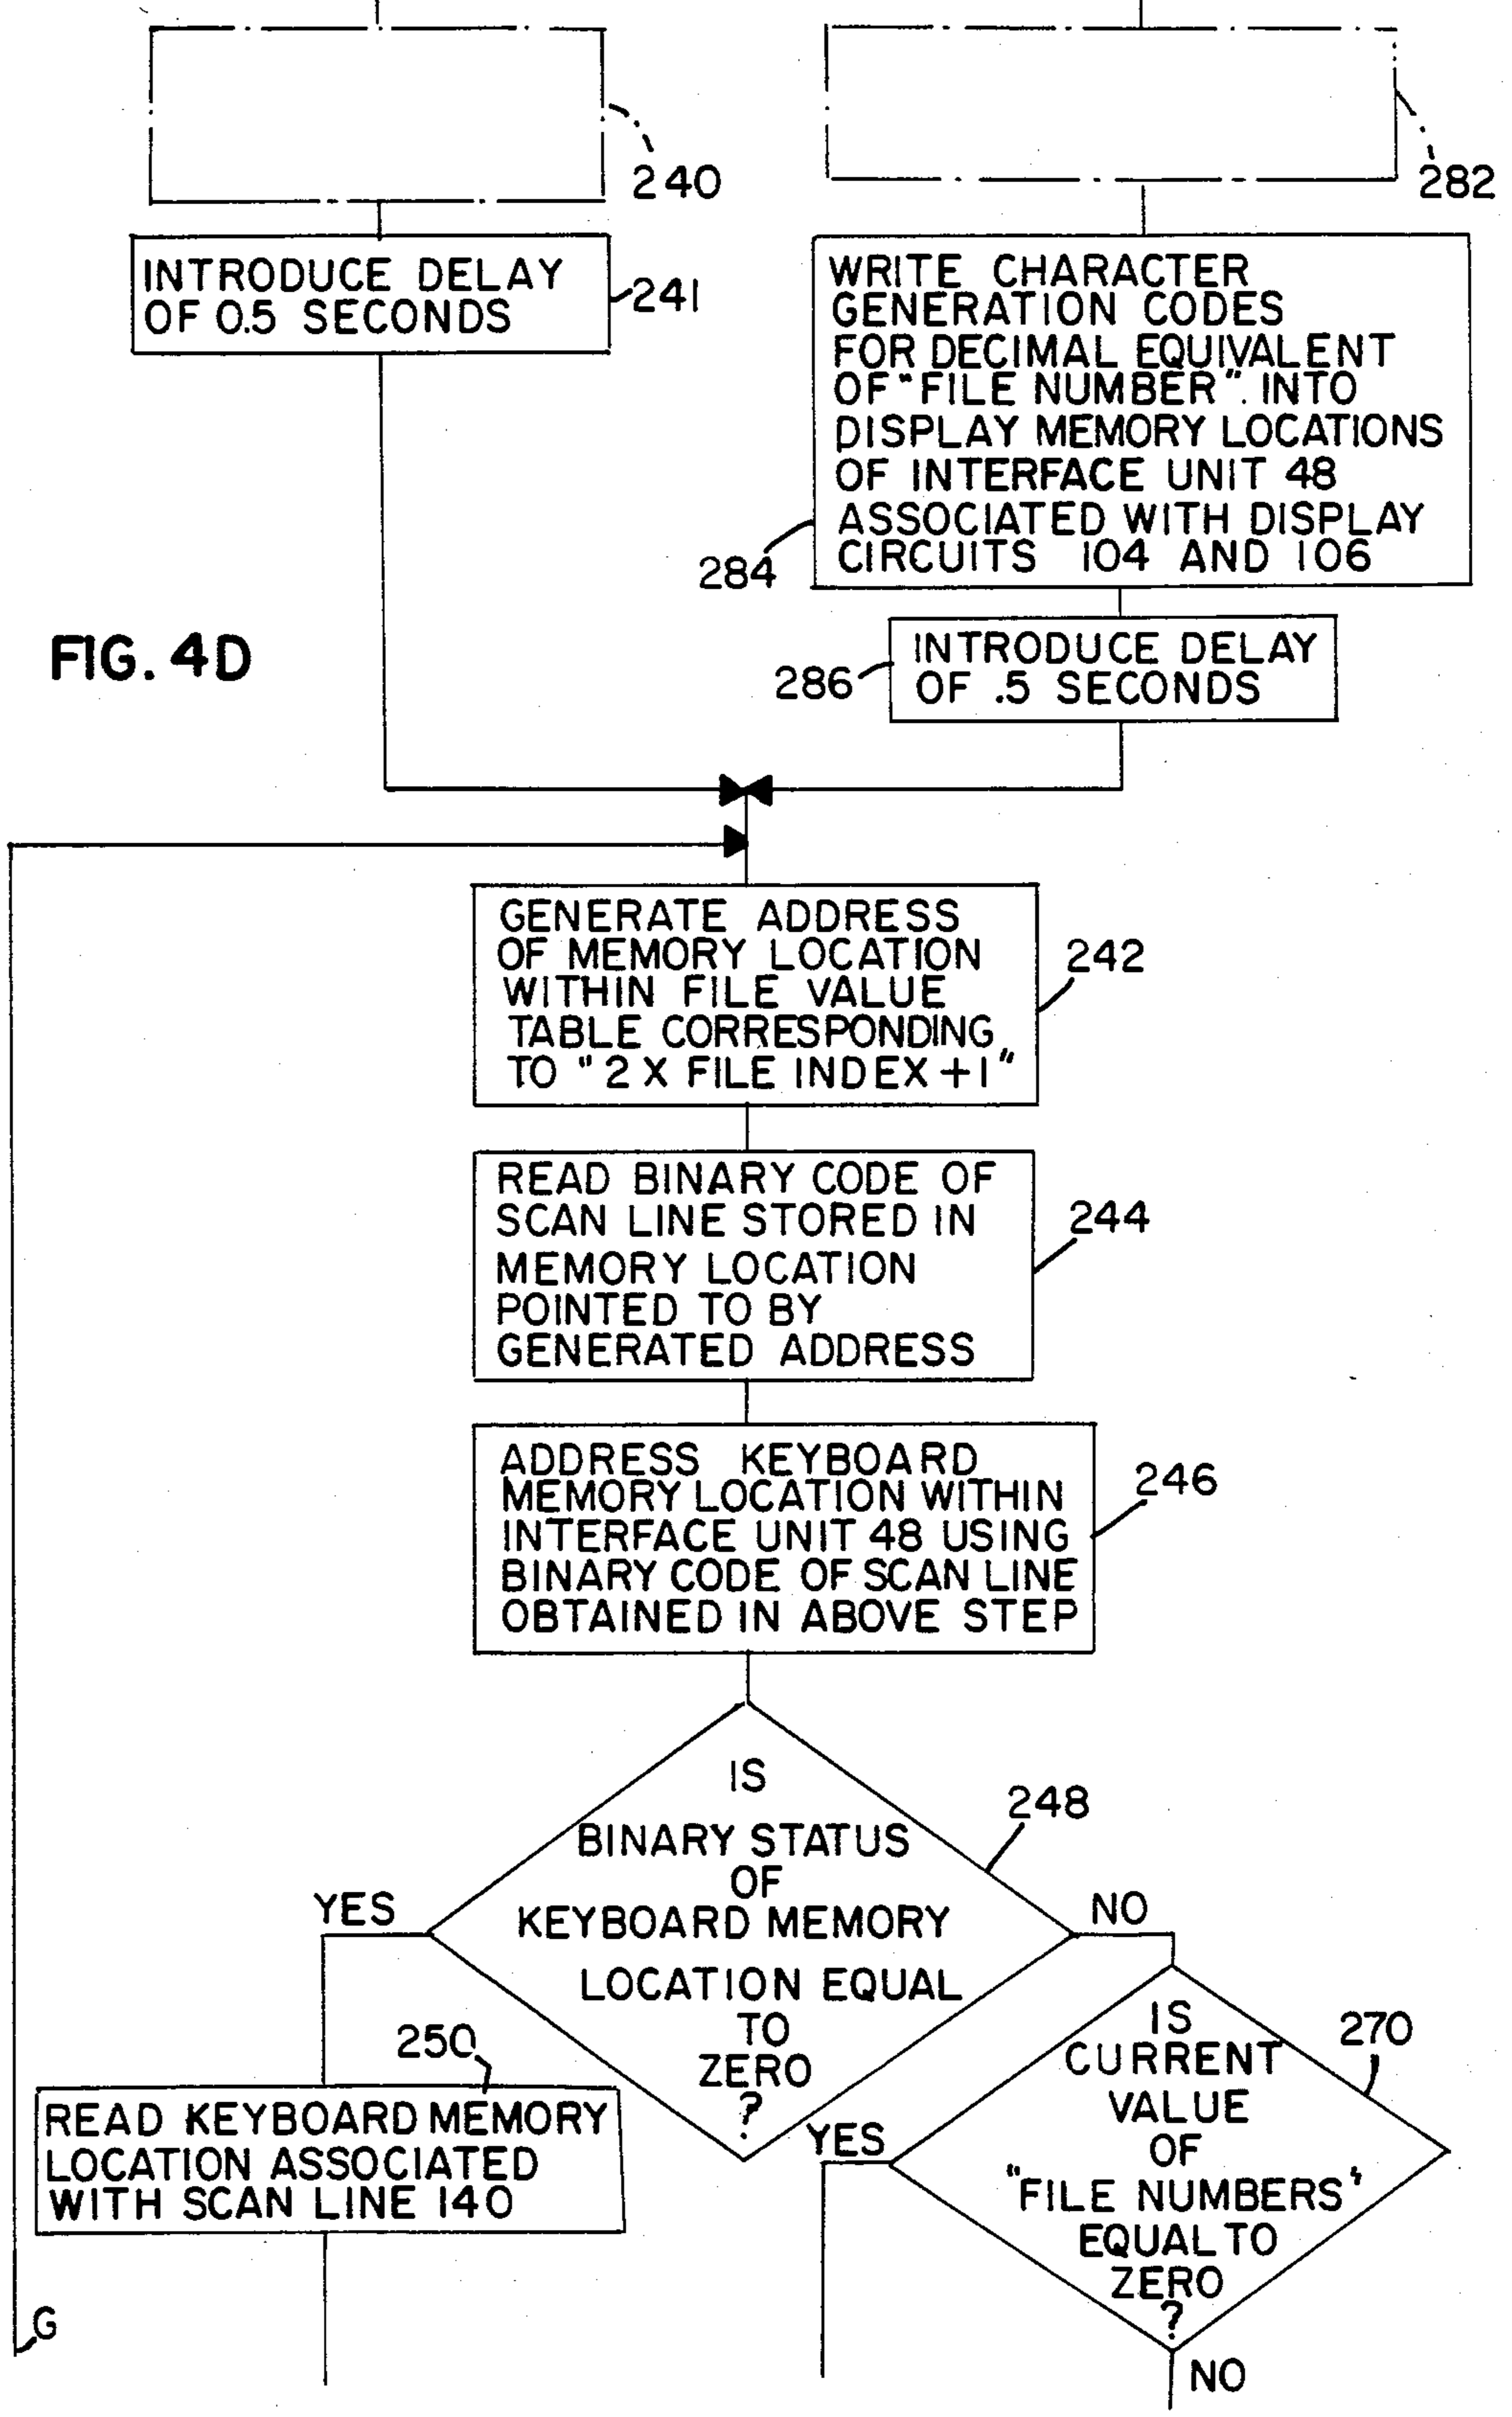 240
282
INTRODUCE DELAY
OF 0.5 SECONDS
241
WRITE CHARACTER
GENERATION CODES
FOR DECIMAL EQUIVALENT
OF "FILE NUMBER". INTO
DISPLAY MEMORY LOCATIONS
OF INTERFACE UNIT 48
ASSOCIATED WITH DISPLAY
CIRCUITS 104 AND 106
284
FIG. 4D
INTRODUCE DELAY
OF .5 SECONDS
286
GENERATE ADDRESS
OF MEMORY LOCATION
WITHIN FILE VALUE
TABLE CORRESPONDING
TO "2 X FILE INDEX +1"
242
READ BINARY CODE OF
SCAN LINE STORED IN
MEMORY LOCATION
POINTED TO BY
GENERATED ADDRESS
244
ADDRESS KEYBOARD
MEMORY LOCATION WITHIN
INTERFACE UNIT 48 USING
BINARY CODE OF SCAN LINE
OBTAINED IN ABOVE STEP
246
IS
BINARY STATUS
OF
KEYBOARD MEMORY
LOCATION EQUAL
TO
ZERO
?
248
YES
NO
250
READ KEYBOARD MEMORY
LOCATION ASSOCIATED
WITH SCAN LINE 140
IS
CURRENT
VALUE
OF
"FILE NUMBERS"
EQUAL TO
ZERO
?
270
YES
NO
G